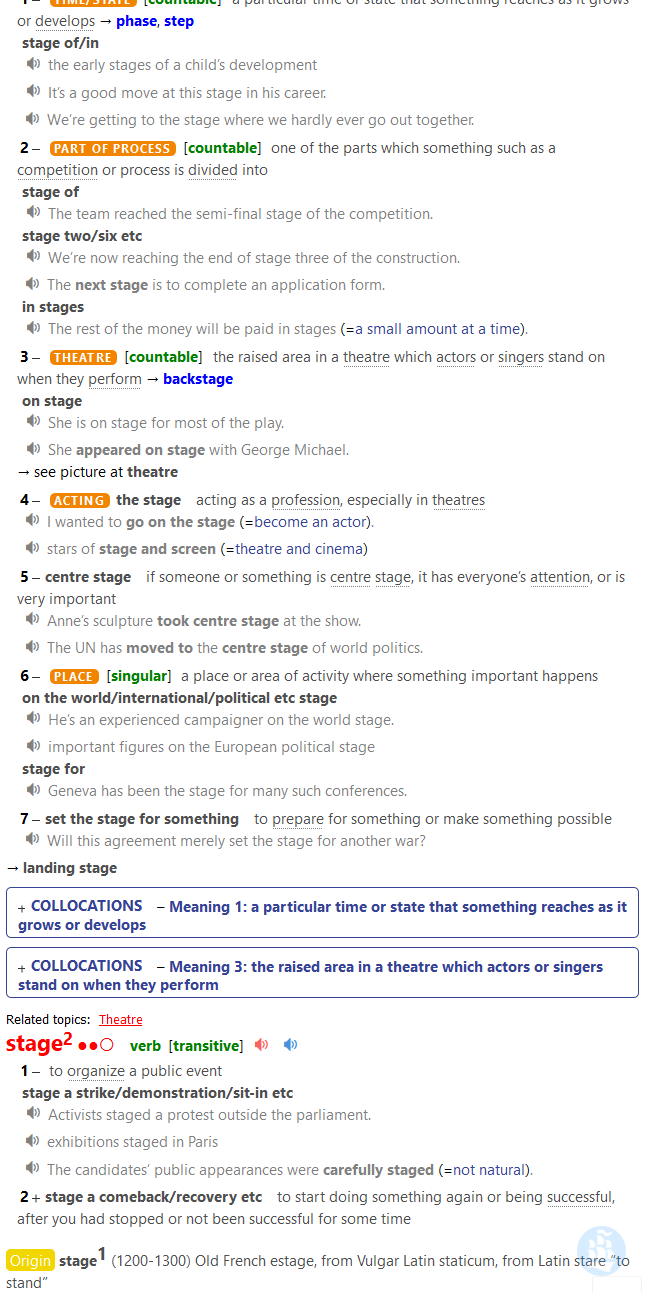 1 – TIME/STATE [countable] a particular time or state that something reaches as it grows
or develops → phase, step
stage of/in
the early stages of a child’s development
It’s a good move at this stage in his career.
We’re getting to the stage where we hardly ever go out together.
2 – PART OF PROCESS [countable] one of the parts which something such as a
competition or process is divided into
stage of
The team reached the semi-final stage of the competition.
stage two/six etc
We’re now reaching the end of stage three of the construction.
The next stage is to complete an application form.
in stages
The rest of the money will be paid in stages (=a small amount at a time).
3 – THEATRE [countable] the raised area in a theatre which actors or singers stand on
when they perform → backstage
on stage
She is on stage for most of the play.
She appeared on stage with George Michael.
→ see picture at theatre
4 – ACTING the stage acting as a profession, especially in theatres
I wanted to go on the stage (=become an actor).
stars of stage and screen (=theatre and cinema)
5 – centre stage if someone or something is centre stage, it has everyone’s attention, or is
very important
Anne’s sculpture took centre stage at the show.
The UN has moved to the centre stage of world politics.
6 – PLACE [singular] a place or area of activity where something important happens
on the world/international/political etc stage
He’s an experienced campaigner on the world stage.
important figures on the European political stage
stage for
Geneva has been the stage for many such conferences.
7 – set the stage for something to prepare for something or make something possible
Will this agreement merely set the stage for another war?
→ landing stage
+ COLLOCATIONS – Meaning 1: a particular time or state that something reaches as it
grows or develops
+ COLLOCATIONS – Meaning 3: the raised area in a theatre which actors or singers
stand on when they perform
Related topics: Theatre
stage2 ●●○ verb [transitive]
1 – to organize a public event
stage a strike/demonstration/sit-in etc
Activists staged a protest outside the parliament.
exhibitions staged in Paris
The candidates’ public appearances were carefully staged (=not natural).
2 + stage a comeback/recovery etc to start doing something again or being successful,
after you had stopped or not been successful for some time
Origin stage1 (1200-1300) Old French estage, from Vulgar Latin staticum, from Latin stare “to
stand”